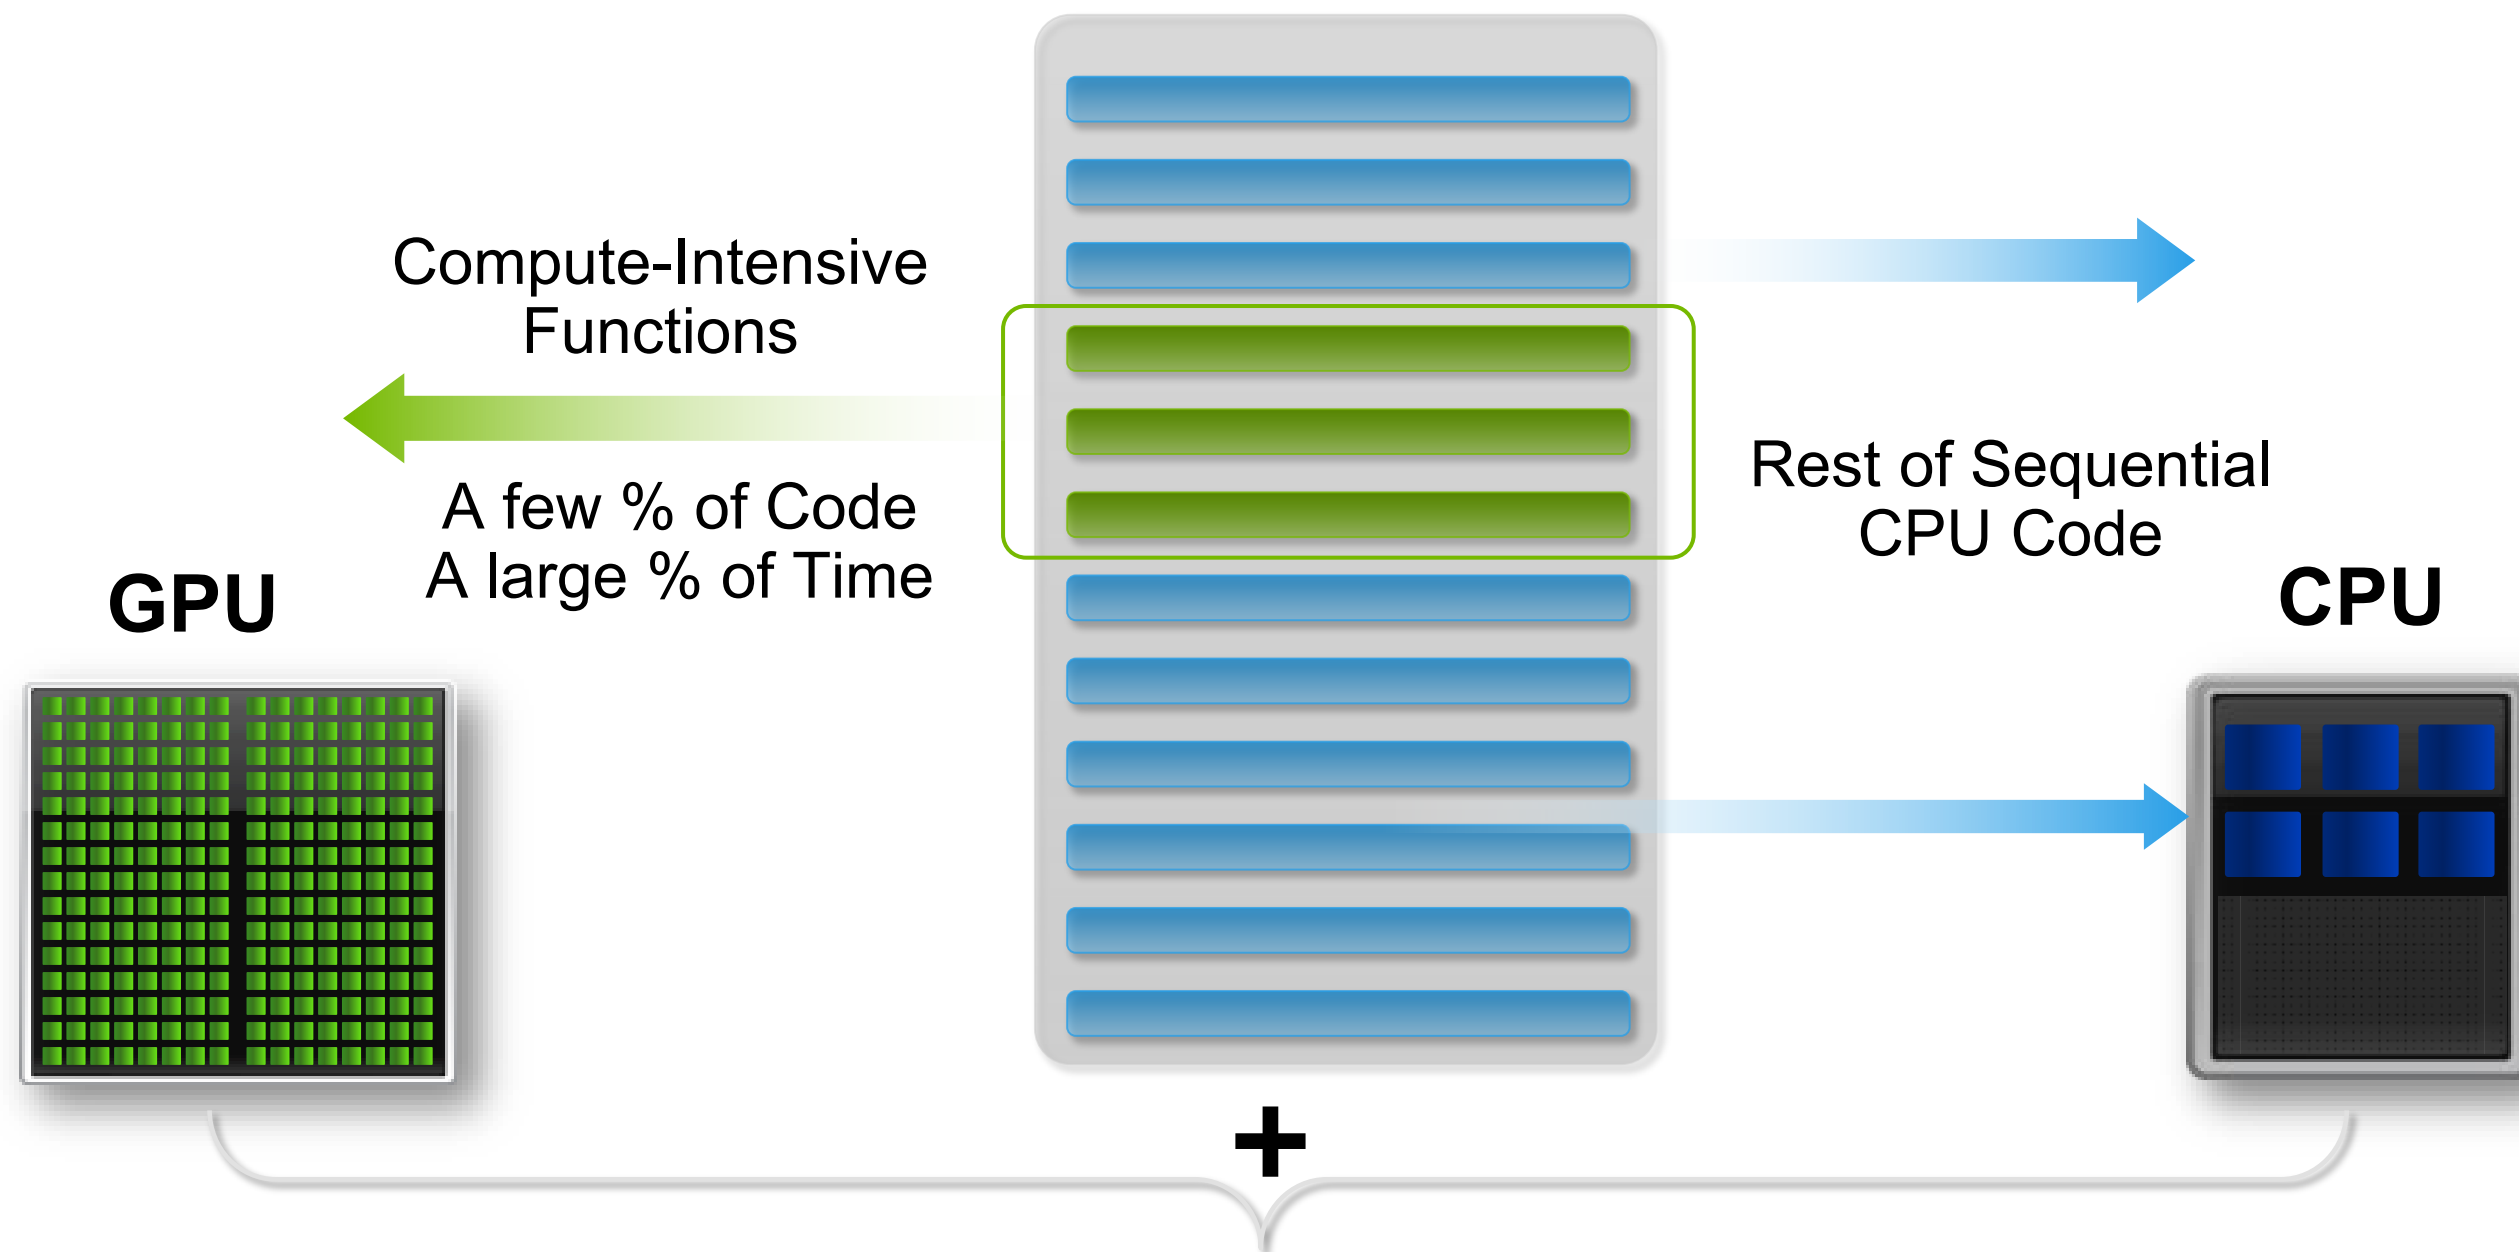 Compute-Intensive
Functions
A few % of Code
A large % of Time
GPU
Rest of Sequential
CPU Code
CPU
+